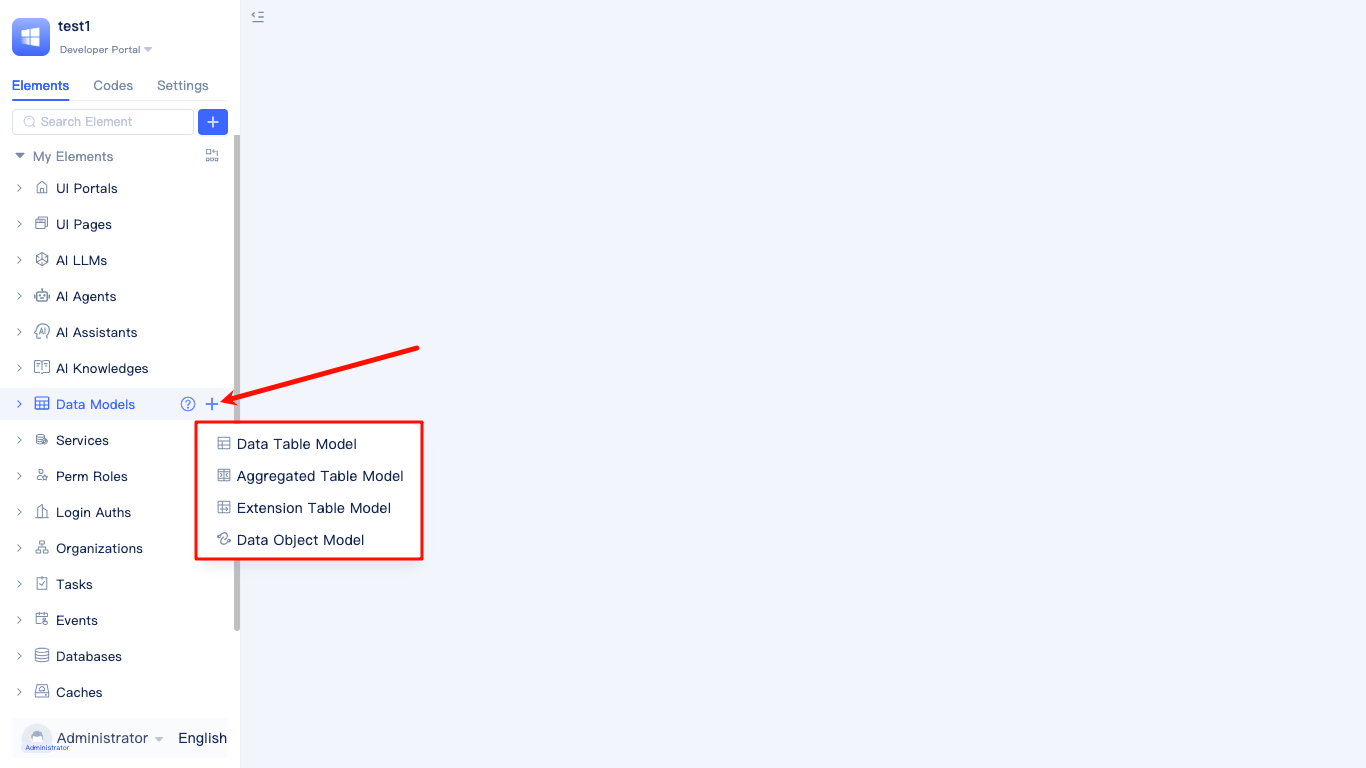 test1
Developer Portal
Elements Codes Settings
Search Element
My Elements
UI Portals
UI Pages
AI LLMs
AI Agents
AI Assistants
AI Knowledges
Data Models
Data Table Model
Aggregated Table Model
Extension Table Model
Data Object Model
Services
Perm Roles
Login Auths
Organizations
Tasks
Events
Databases
Caches
Administrator English
Administrator